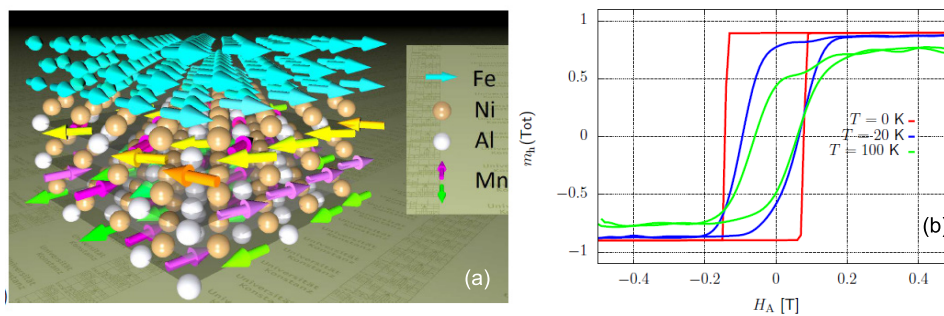 Fe
Ni
Al
Mn
(a)
m_h(Tot)
1
0.5
0
−0.5
−1
T = 0 K
T = 20 K
T = 100 K
(b)
−0.4
−0.2
0
0.2
0.4
H_A [T]